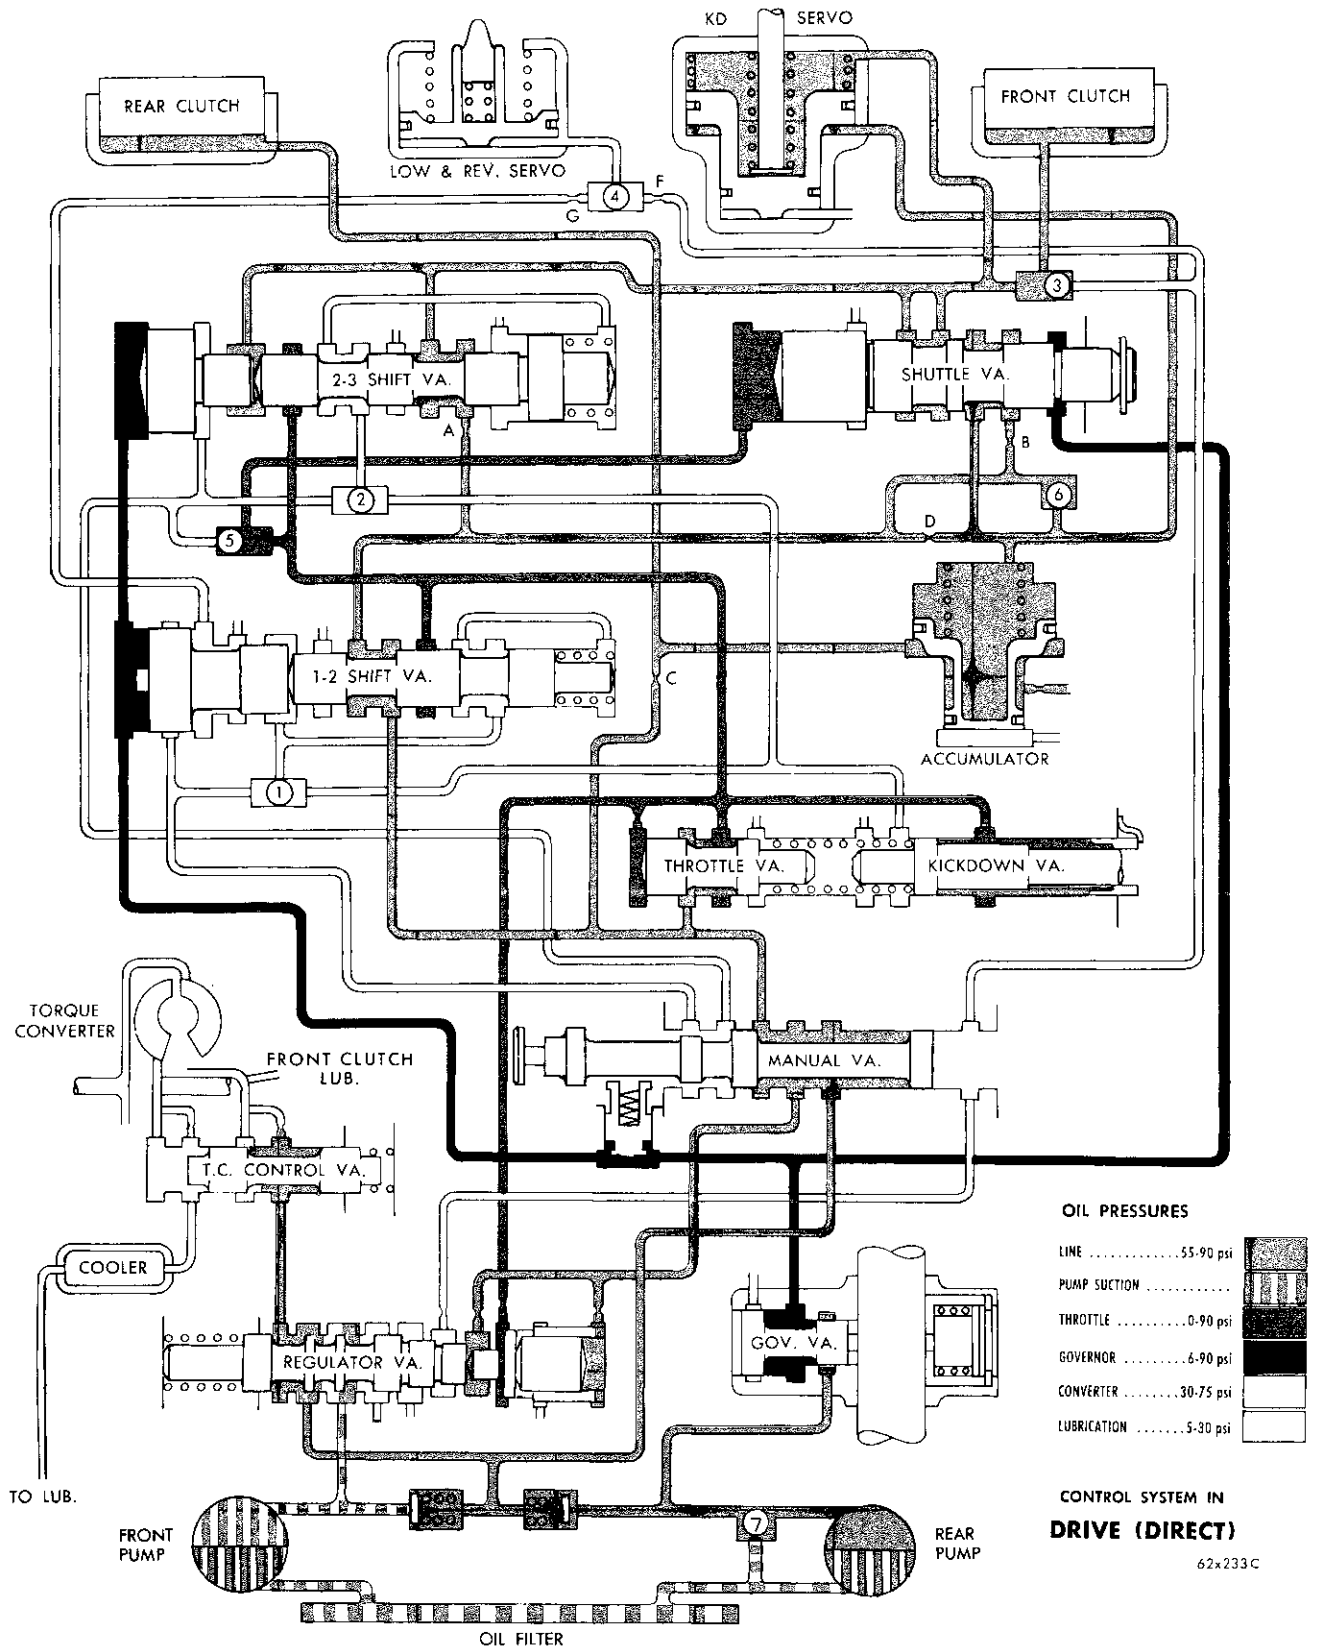 KD SERVO
REAR CLUTCH
FRONT CLUTCH
LOW & REV. SERVO
4
F
G
3
2-3 SHIFT VA.
SHUTTLE VA.
A
B
2
6
5
D
1-2 SHIFT VA.
C
ACCUMULATOR
1
THROTTLE VA.
KICKDOWN VA.
TORQUE
CONVERTER
FRONT CLUTCH
LUB.
MANUAL VA.
T.C. CONTROL VA.
COOLER
OIL PRESSURES
LINE ............. 55-90 psi
PUMP SUCTION ............
THROTTLE ......... 0-90 psi
GOVERNOR ........ 6-90 psi
CONVERTER ........ 30-75 psi
LUBRICATION ....... 5-30 psi
REGULATOR VA.
GOV. VA.
TO LUB.
FRONT
PUMP
7
REAR
PUMP
CONTROL SYSTEM IN
DRIVE (DIRECT)
62x233C
OIL FILTER